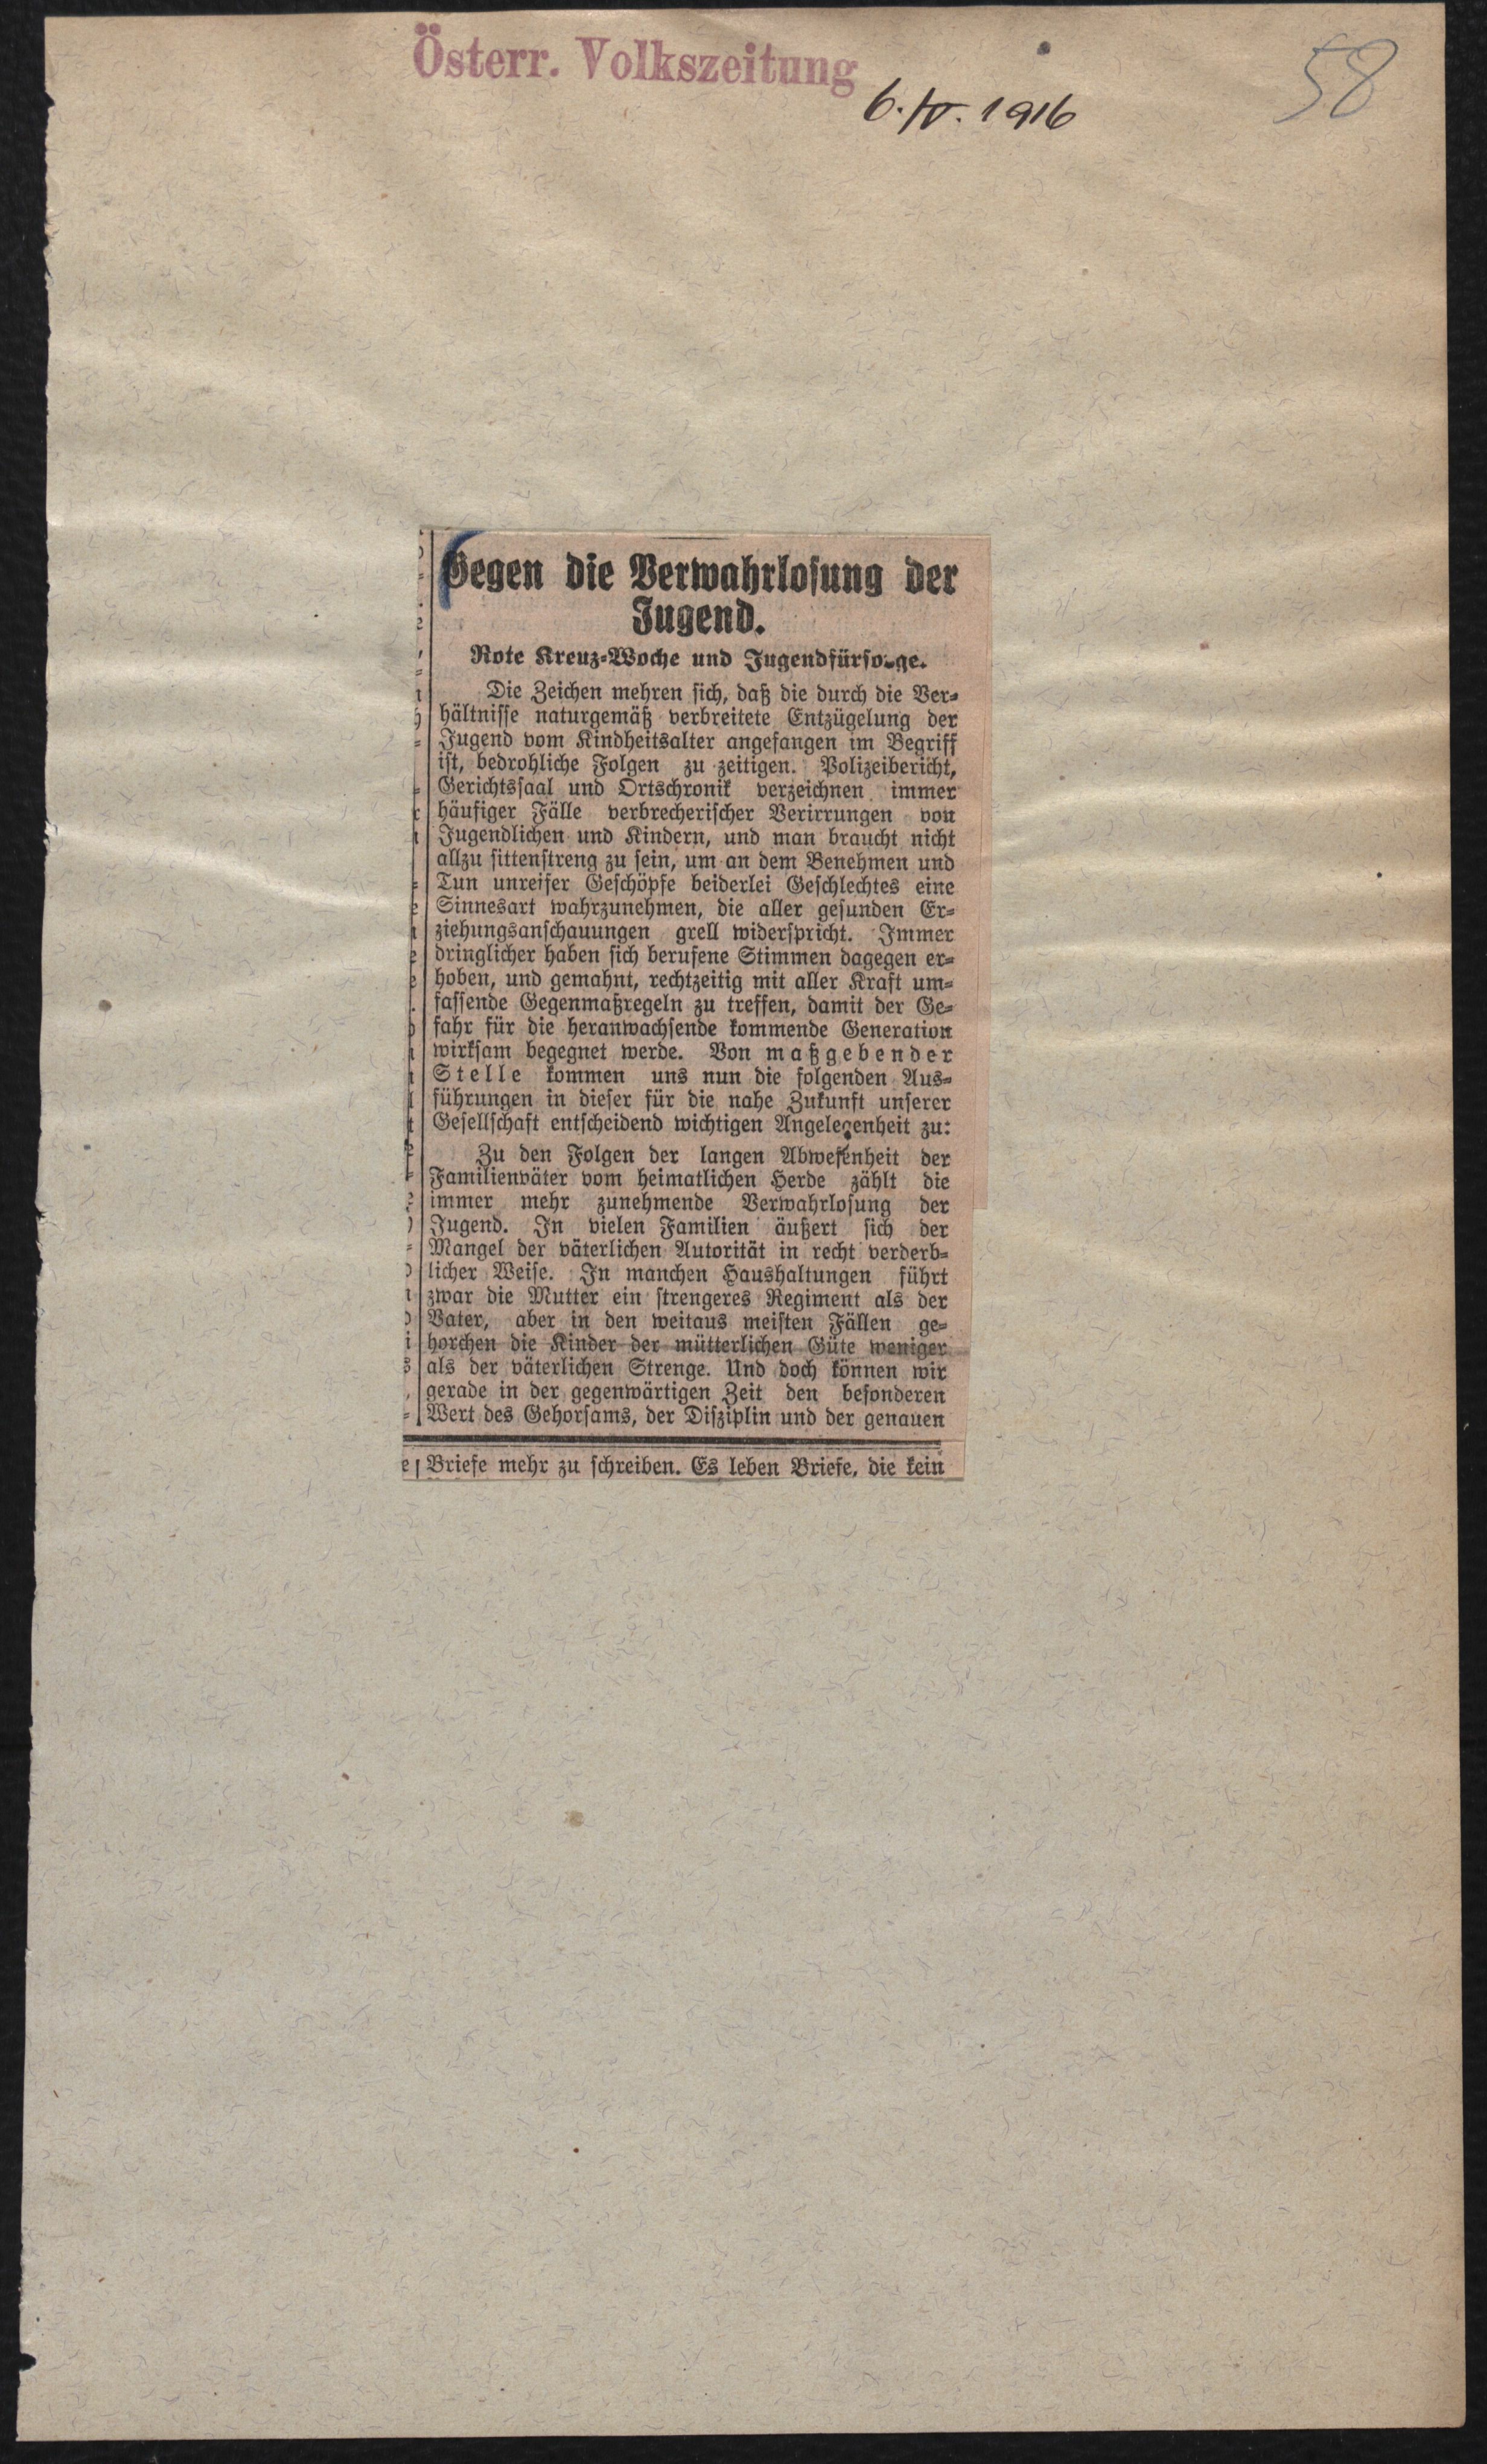 Österr. Volkszeitung
6. IV. 1916
58
Gegen die Verwahrlosung der
Jugend.
Rote Kreuz-Woche und Jugendfürsorge.
Die Zeichen mehren sich, daß die durch die Ver-
hältnisse naturgemäß verbreitete Entzügelung der
Jugend vom Kindheitsalter angefangen im Begriff
ist, bedrohliche Folgen zu zeitigen. Polizeibericht,
Gerichtssaal und Ortschronik verzeichnen immer
häufiger Fälle verbrecherischer Verirrungen von
Jugendlichen und Kindern, und man braucht nicht
allzu sittenstreng zu sein, um an dem Benehmen und
Tun unreifer Geschöpfe beiderlei Geschlechtes eine
Sinnesart wahrzunehmen, die aller gesunden Er-
ziehungsanschauungen grell widerspricht. Immer
dringlicher haben sich berufene Stimmen dagegen er-
hoben, und gemahnt, rechtzeitig mit aller Kraft um-
fassende Gegenmaßregeln zu treffen, damit der Ge-
fahr für die heranwachsende kommende Generation
wirksam begegnet werde. Von maßgebender
Stelle kommen uns nun die folgenden Aus-
führungen in dieser für die nahe Zukunft unserer
Gesellschaft entscheidend wichtigen Angelegenheit zu:
Zu den Folgen der langen Abwesenheit der
Familienväter vom heimatlichen Herde zählt die
immer mehr zunehmende Verwahrlosung der
Jugend. In vielen Familien äußert sich der
Mangel der väterlichen Autorität in recht verderb-
licher Weise. In manchen Haushaltungen führt
zwar die Mutter ein strengeres Regiment als der
Vater, aber in den weitaus meisten Fällen ge-
horchen die Kinder der mütterlichen Güte weniger
als der väterlichen Strenge. Und doch können wir
gerade in der gegenwärtigen Zeit den besonderen
Wert des Gehorsams, der Disziplin und der genauen
Briefe mehr zu schreiben. Es leben Briefe, die kein